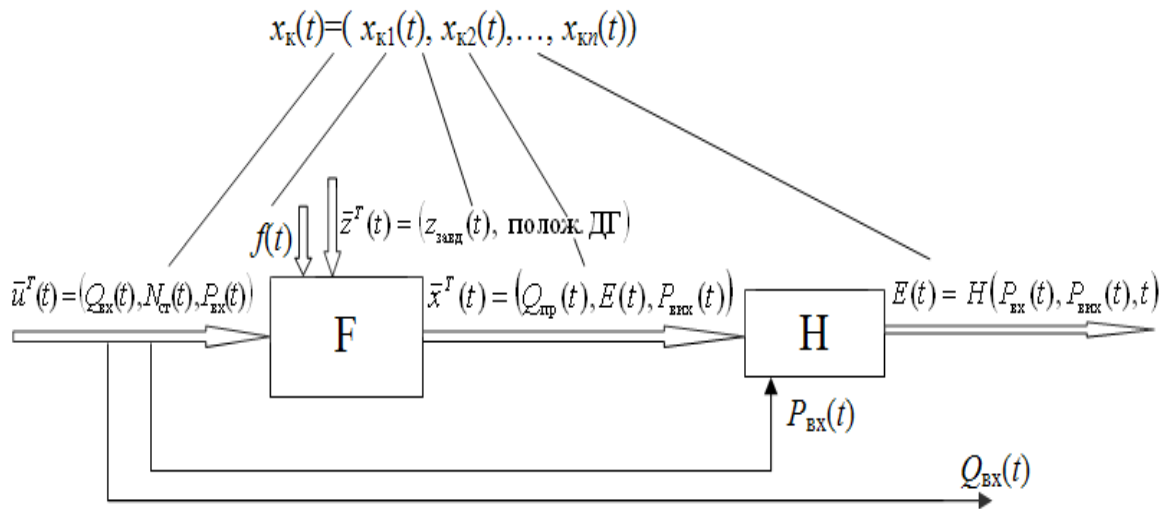 xк(t)=( xк1(t), xк2(t),…, xкn(t))
f(t)
z̄ᵀ(t) = (zзавд(t), полож.ДГ)
ūᵀ(t)=(Qвх(t),Nст(t),Pвх(t))
F
x̄ᵀ(t) = (Qпр(t), E(t), Pвих(t))
H
E(t) = H(Pвх(t), Pвих(t),t)
Pвх(t)
Qвх(t)